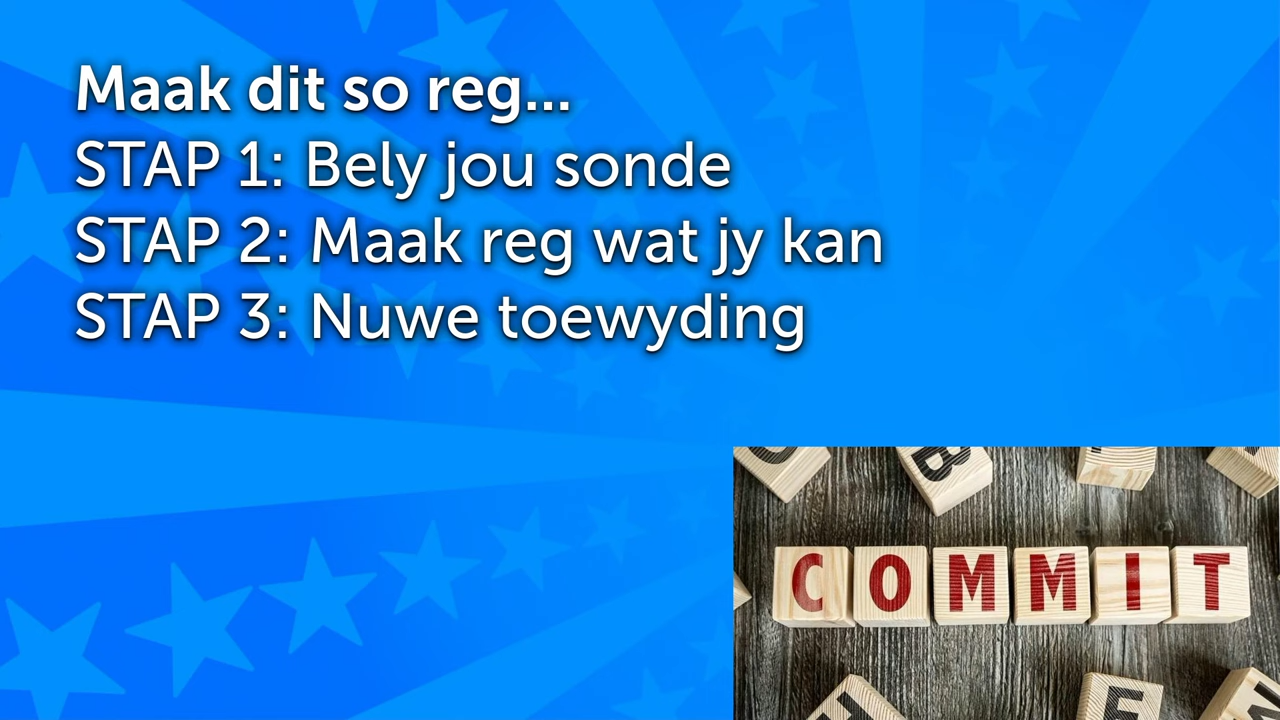 Maak dit so reg...
STAP 1: Bely jou sonde
STAP 2: Maak reg wat jy kan
STAP 3: Nuwe toewyding
B
COMMIT
H
E
N